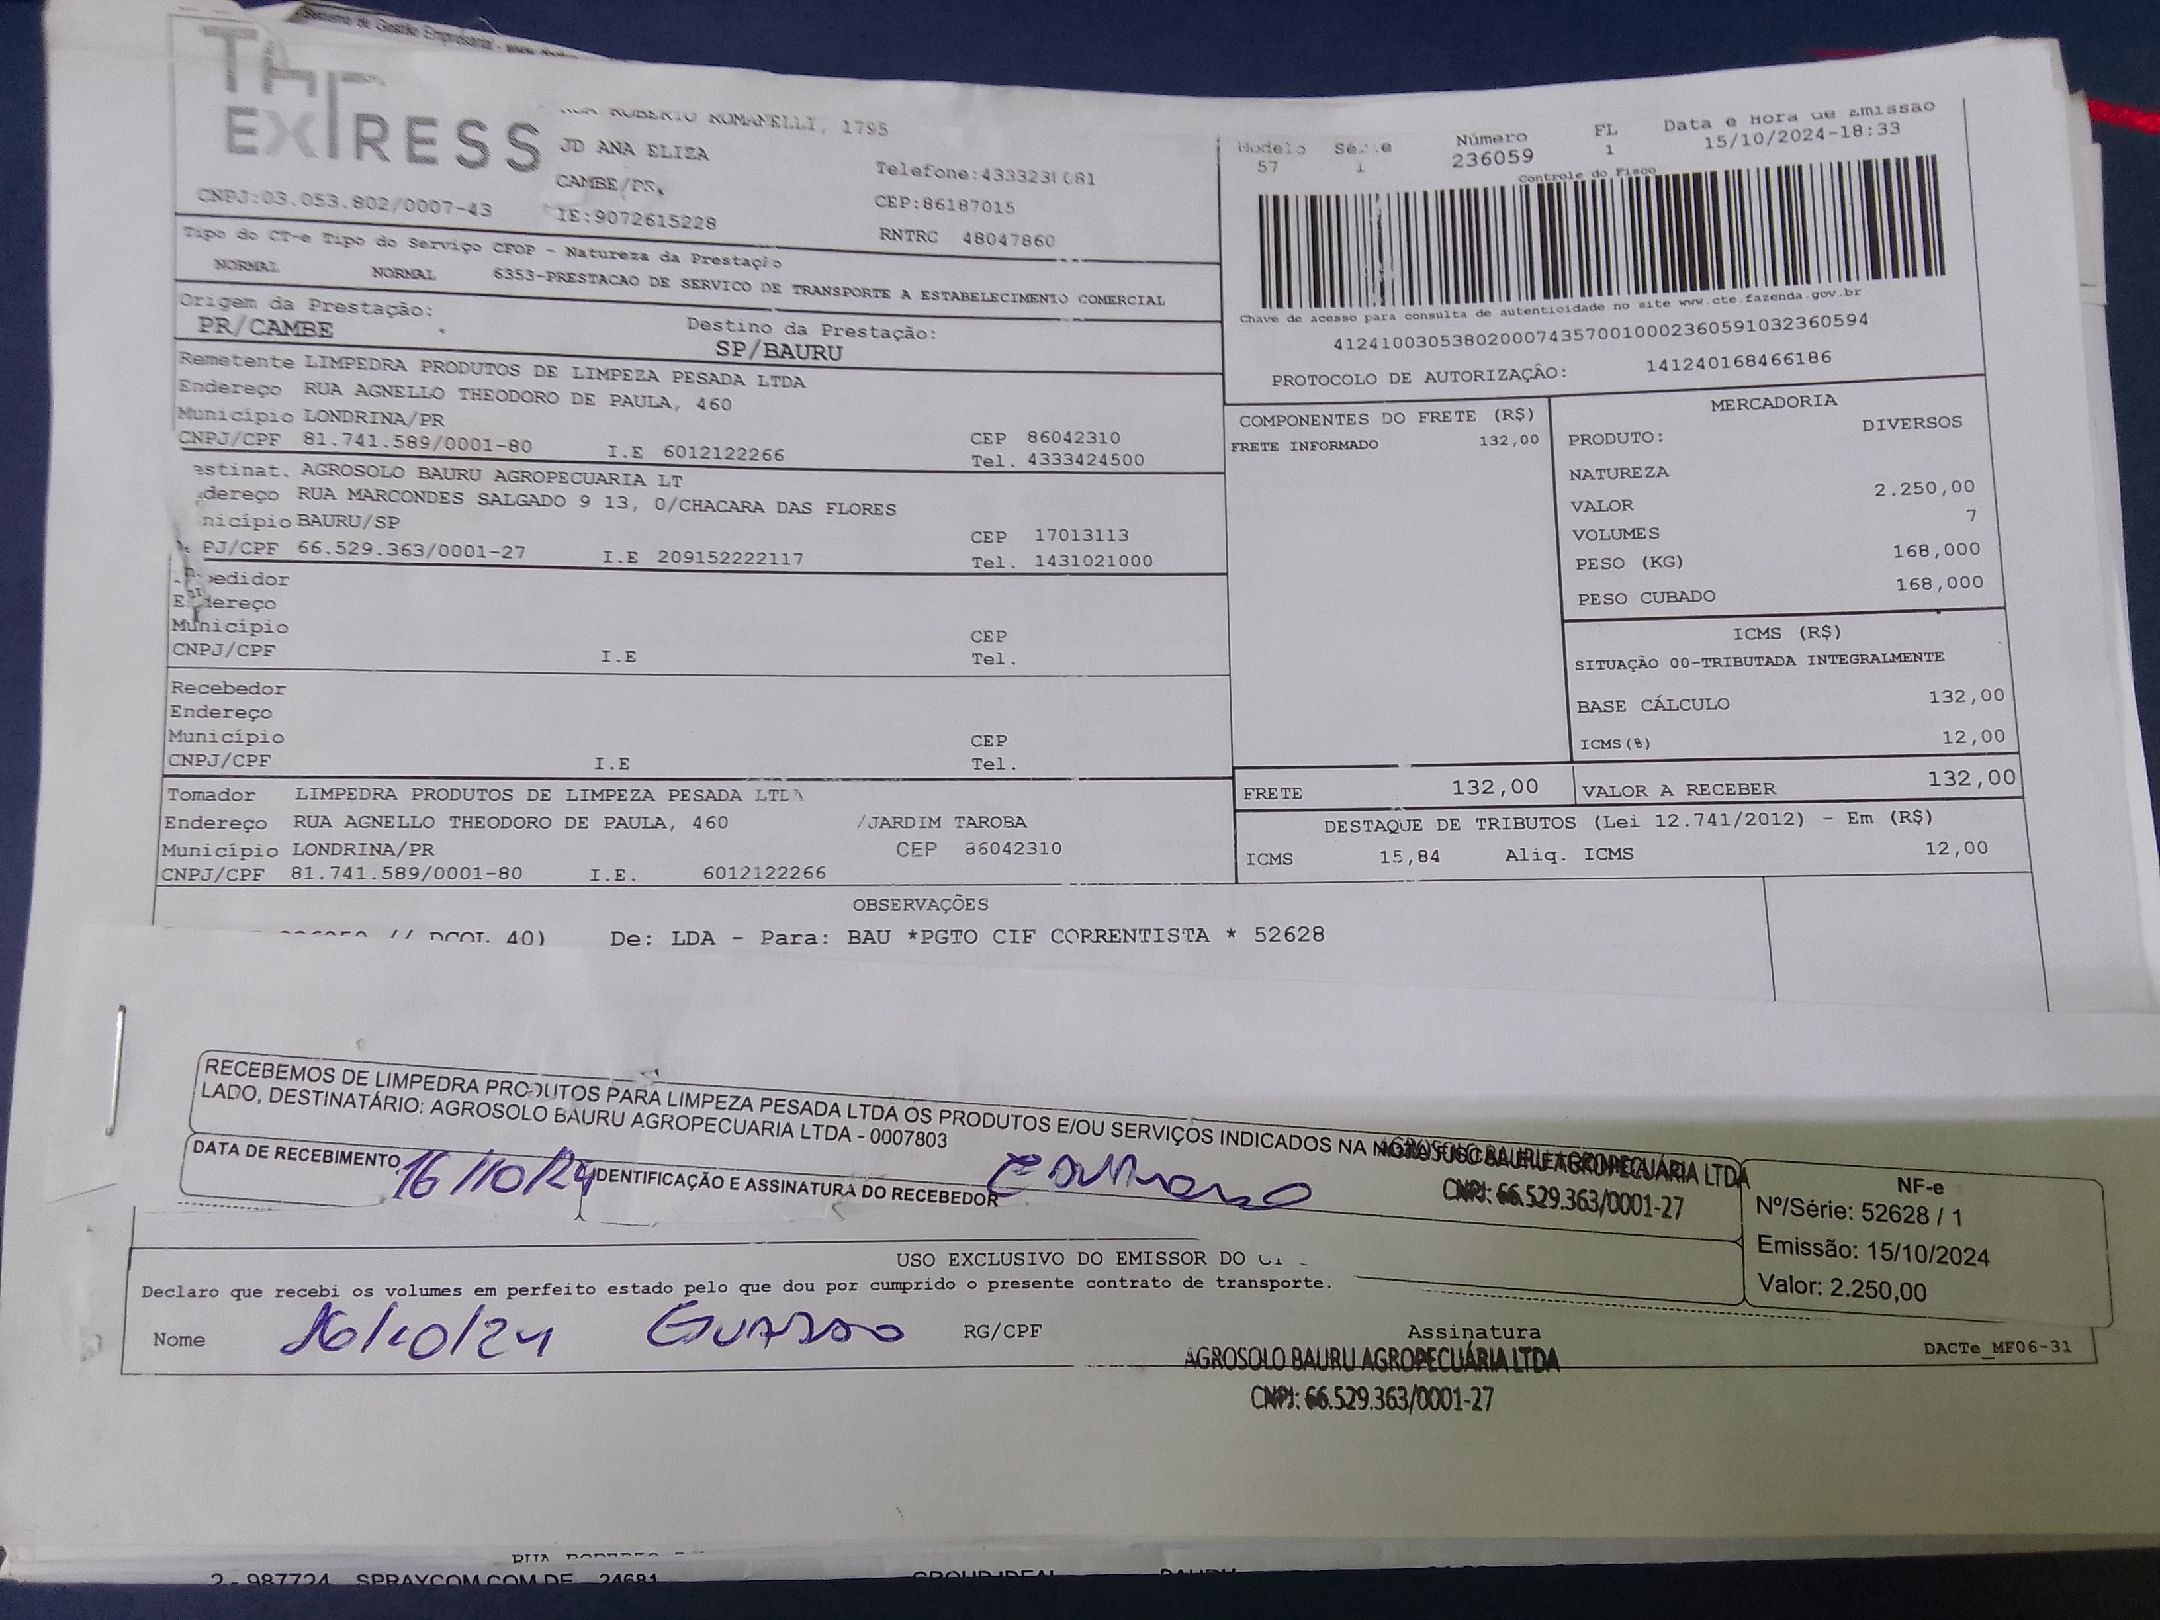 Sistema de Gestão Empresarial - www.
EXPRESS
RUA ROBERTO ROMANELLI, 1795
JD ANA ELIZA
CAMBE/PR,
CNPJ:03.053.802/0007-43
IE:9072615228
Telefone:
CEP:86187015
RNTRC 48047860
Modelo Série Número FL Data e Hora de Emissão
57 1 236059 1 15/10/2024-18:33
Controle do Fisco
Tipo do CT-e Tipo do Serviço CFOP - Natureza da Prestação
NORMAL NORMAL 6353-PRESTACAO DE SERVICO DE TRANSPORTE A ESTABELECIMENTO COMERCIAL
Chave de acesso para consulta de autenticidade no site www.cte.fazenda.gov.br
41241003053802000743570010002360591032360594
PROTOCOLO DE AUTORIZAÇÃO: 141240168466186
Origem da Prestação: Destino da Prestação:
PR/CAMBE SP/BAURU
Remetente LIMPEDRA PRODUTOS DE LIMPEZA PESADA LTDA
Endereço RUA AGNELLO THEODORO DE PAULA, 460
Município LONDRINA/PR
CEP 86042310
CNPJ/CPF 81.741.589/0001-80 I.E 6012122266 Tel. 4333424500
estinat. AGROSOLO BAURU AGROPECUARIA LT
dereço RUA MARCONDES SALGADO 9 13, 0/CHACARA DAS FLORES
nicípio BAURU/SP CEP 17013113
PJ/CPF 66.529.363/0001-27 I.E 209152222117 Tel. 1431021000
pedidor
Endereço
Município CEP
CNPJ/CPF I.E Tel.
Recebedor
Endereço
Município CEP
CNPJ/CPF I.E Tel.
Tomador LIMPEDRA PRODUTOS DE LIMPEZA PESADA LTDA
Endereço RUA AGNELLO THEODORO DE PAULA, 460 /JARDIM TAROBA
Município LONDRINA/PR CEP 86042310
CNPJ/CPF 81.741.589/0001-80 I.E. 6012122266
COMPONENTES DO FRETE (R$)
FRETE INFORMADO 132,00
MERCADORIA
PRODUTO: DIVERSOS
NATUREZA
VALOR 2.250,00
VOLUMES 7
PESO (KG) 168,000
PESO CUBADO 168,000
ICMS (R$)
SITUAÇÃO 00-TRIBUTADA INTEGRALMENTE
BASE CÁLCULO 132,00
ICMS(%) 12,00
FRETE 132,00 VALOR A RECEBER 132,00
DESTAQUE DE TRIBUTOS (Lei 12.741/2012) - Em (R$)
ICMS 15,84 Aliq. ICMS 12,00
OBSERVAÇÕES
De: LDA - Para: BAU *PGTO CIF CORRENTISTA * 52628
RECEBEMOS DE LIMPEDRA PRODUTOS PARA LIMPEZA PESADA LTDA OS PRODUTOS E/OU SERVIÇOS INDICADOS NA
LADO, DESTINATÁRIO: AGROSOLO BAURU AGROPECUARIA LTDA - 0007803
AGROSOLO BAURU AGROPECUÁRIA LTDA
CNPJ: 66.529.363/0001-27
DATA DE RECEBIMENTO 16/10/24 IDENTIFICAÇÃO E ASSINATURA DO RECEBEDOR
NF-e
Nº/Série: 52628 / 1
Emissão: 15/10/2024
Valor: 2.250,00
USO EXCLUSIVO DO EMISSOR DO
Declaro que recebi os volumes em perfeito estado pelo que dou por cumprido o presente contrato de transporte.
Nome 16/10/24 RG/CPF Assinatura
AGROSOLO BAURU AGROPECUÁRIA LTDA
CNPJ: 66.529.363/0001-27
DACTe_MF06-31
2 - 987724 SPRAYCOM.COM.DE 24681